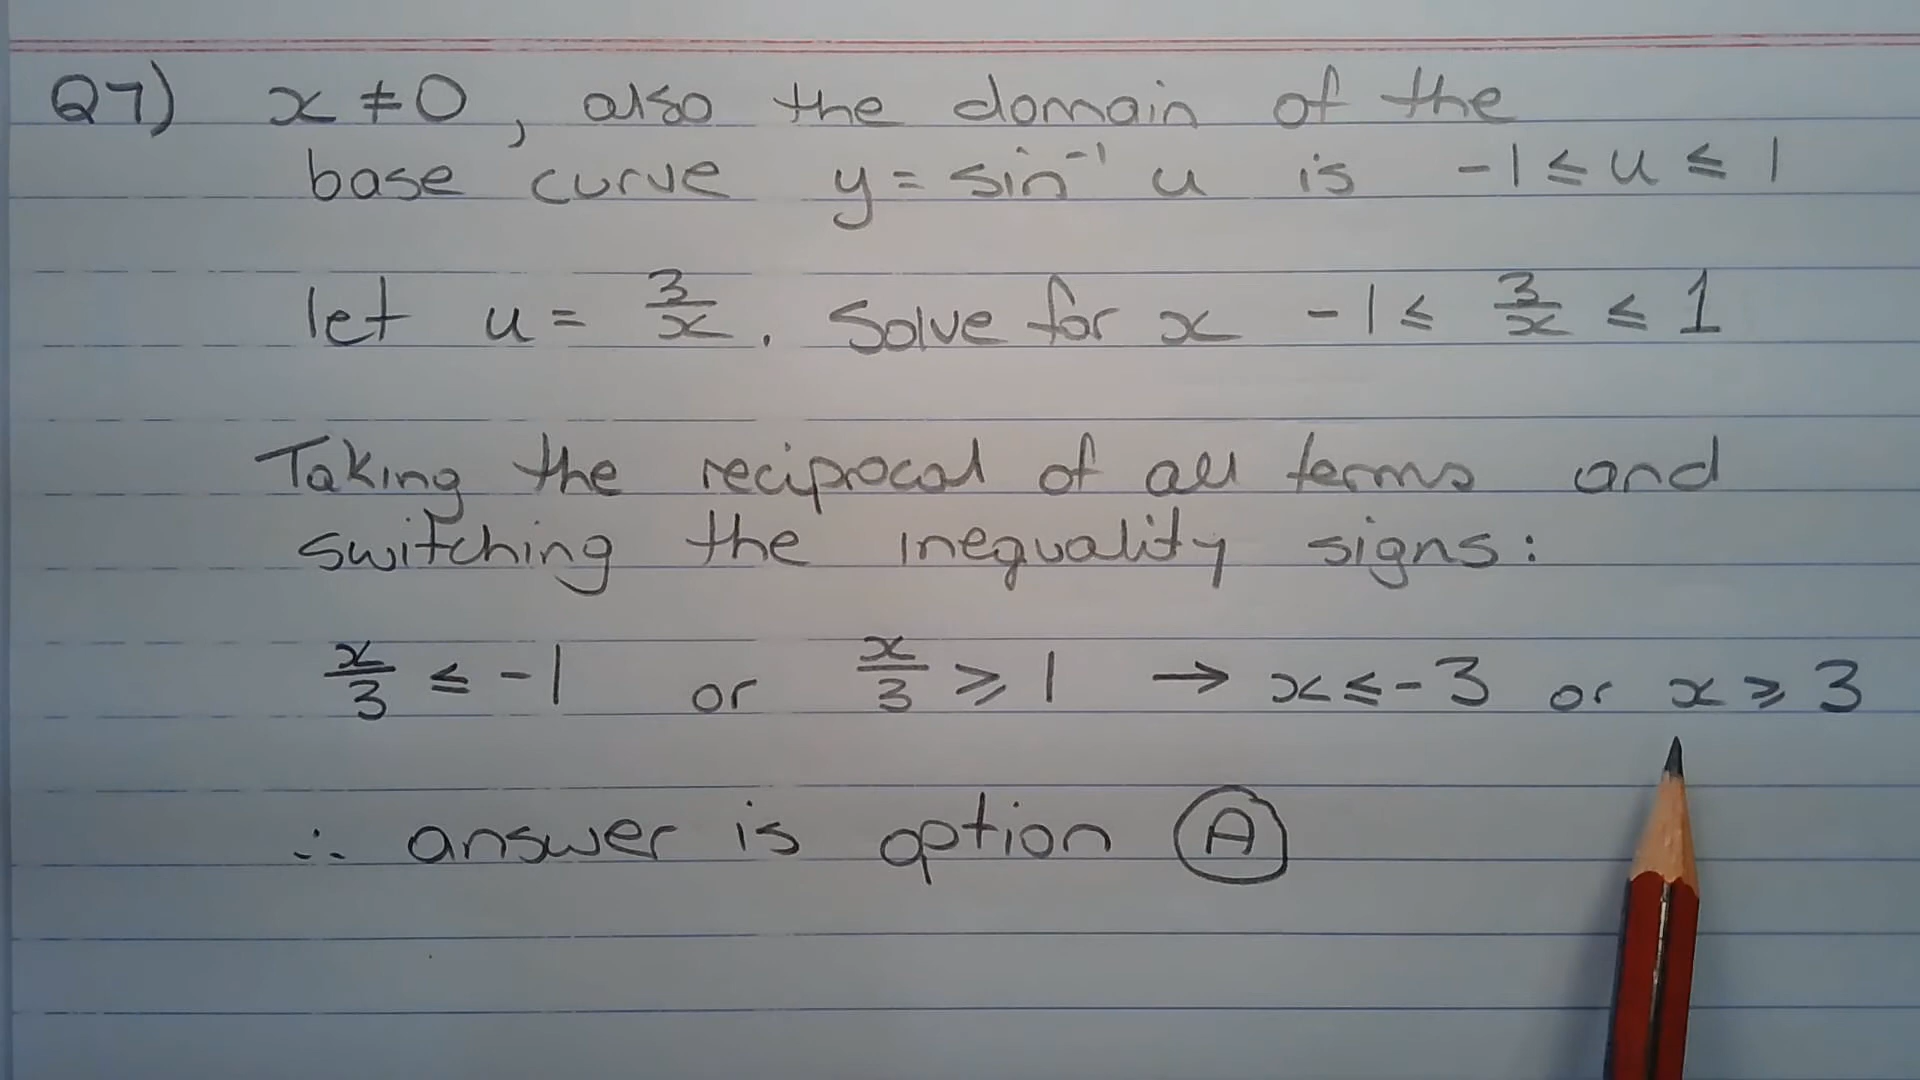 Q7) x ≠ 0, also the domain of the
base curve y = sin⁻¹ u is -1 ≤ u ≤ 1
let u = 3/x. Solve for x -1 ≤ 3/x ≤ 1
Taking the reciprocal of all terms and
switching the inequality signs:
x/3 ≤ -1 or x/3 ≥ 1 → x ≤ -3 or x ≥ 3
∴ answer is option A